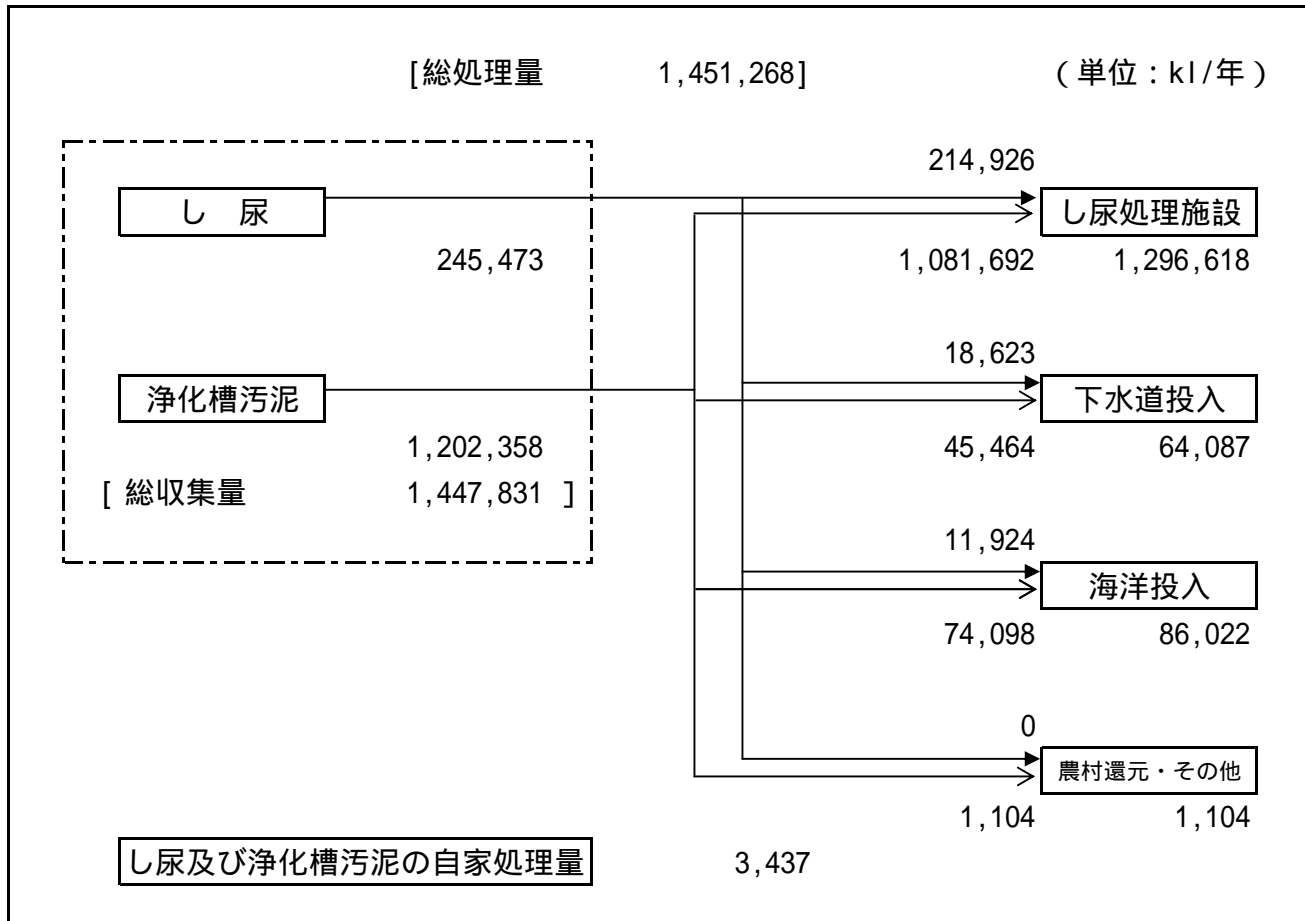 [総処理量 1,451,268] (単位:kl/年)
214,926
し 尿 し尿処理施設
245,473 1,081,692 1,296,618
18,623
浄化槽汚泥 下水道投入
1,202,358 45,464 64,087
[ 総収集量 1,447,831 ]
11,924
海洋投入
74,098 86,022
0
農村還元・その他
1,104 1,104
し尿及び浄化槽汚泥の自家処理量 3,437